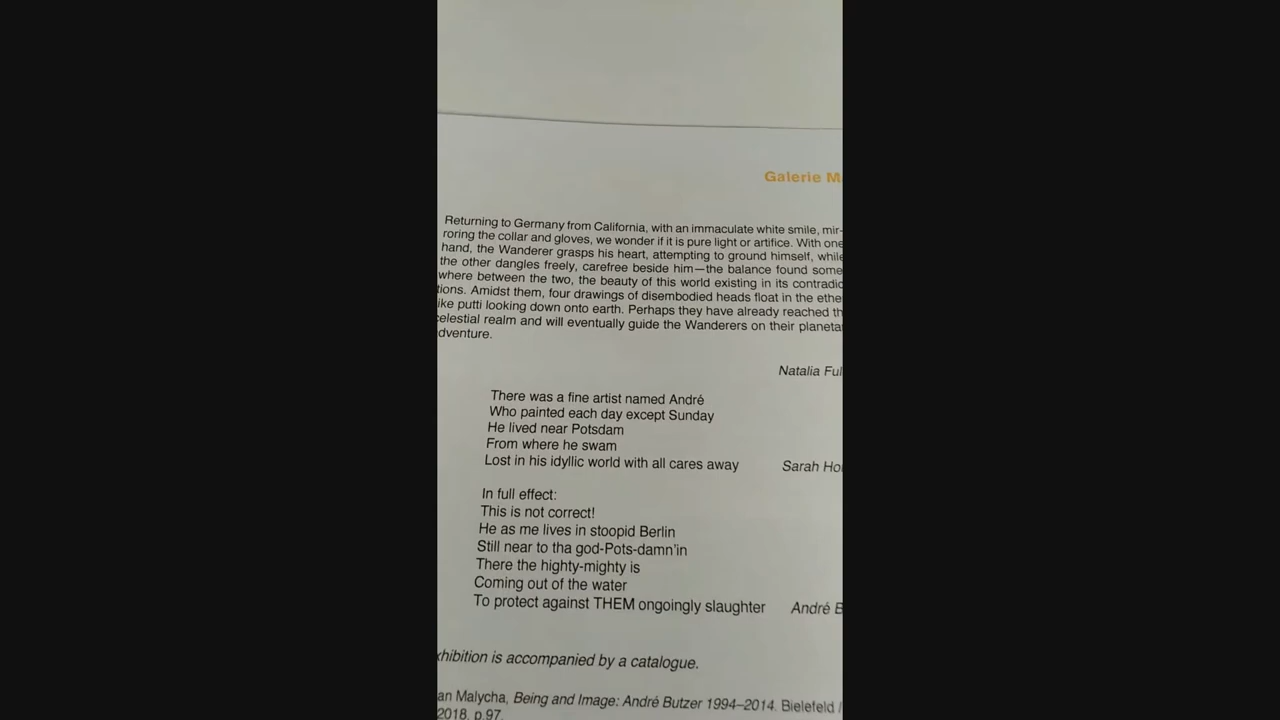 Galerie M
Returning to Germany from California, with an immaculate white smile, mir-
roring the collar and gloves, we wonder if it is pure light or artifice. With one
hand, the Wanderer grasps his heart, attempting to ground himself, while
the other dangles freely, carefree beside him—the balance found some
where between the two, the beauty of this world existing in its contradic
tions. Amidst them, four drawings of disembodied heads float in the ethe
ike putti looking down onto earth. Perhaps they have already reached th
elestial realm and will eventually guide the Wanderers on their planeta
dventure.
Natalia Ful
There was a fine artist named André
Who painted each day except Sunday
He lived near Potsdam
From where he swam
Lost in his idyllic world with all cares away Sarah Ho
In full effect:
This is not correct!
He as me lives in stoopid Berlin
Still near to tha god-Pots-damn'in
There the highty-mighty is
Coming out of the water
To protect against THEM ongoingly slaughter André B
xhibition is accompanied by a catalogue.
an Malycha, Being and Image: André Butzer 1994–2014. Bielefeld /
2018, p.97.